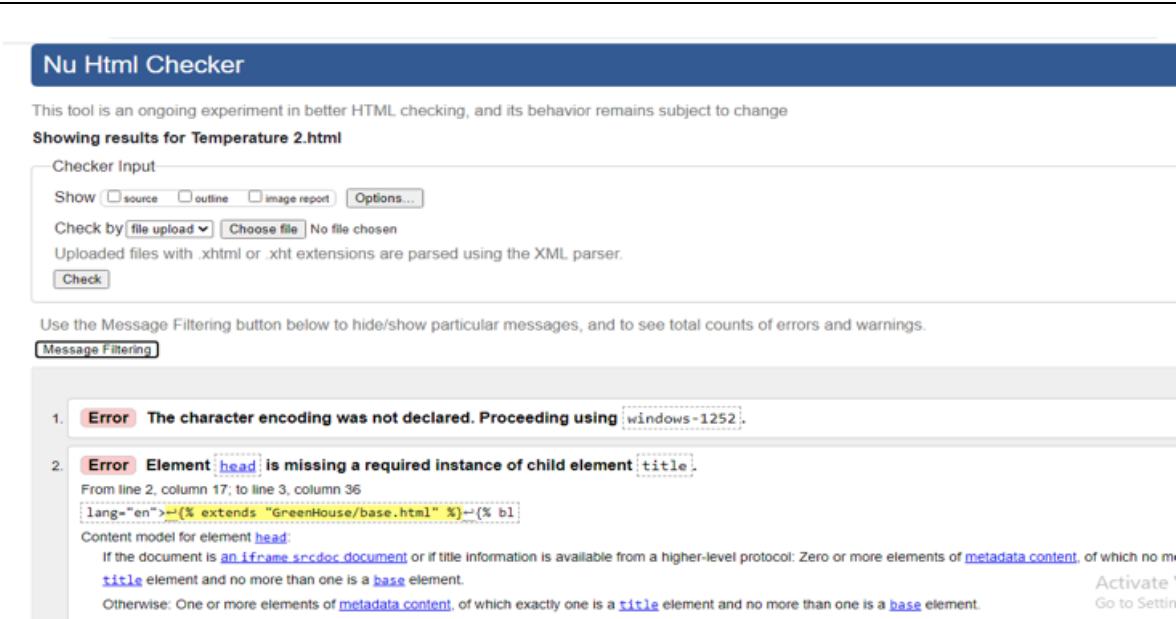 Nu Html Checker
This tool is an ongoing experiment in better HTML checking, and its behavior remains subject to change
Showing results for Temperature 2.html
Checker Input
Show source outline image report Options...
Check by file upload Choose file No file chosen
Uploaded files with .xhtml or .xht extensions are parsed using the XML parser.
Check
Use the Message Filtering button below to hide/show particular messages, and to see total counts of errors and warnings.
Message Filtering
1. Error The character encoding was not declared. Proceeding using windows-1252.
2. Error Element head is missing a required instance of child element title.
From line 2, column 17; to line 3, column 36
lang="en">↩{% extends "GreenHouse/base.html" %}↩{% bl
Content model for element head:
If the document is an iframe srcdoc document or if title information is available from a higher-level protocol: Zero or more elements of metadata content, of which no
title element and no more than one is a base element.
Activate
Otherwise: One or more elements of metadata content, of which exactly one is a title element and no more than one is a base element.
Go to